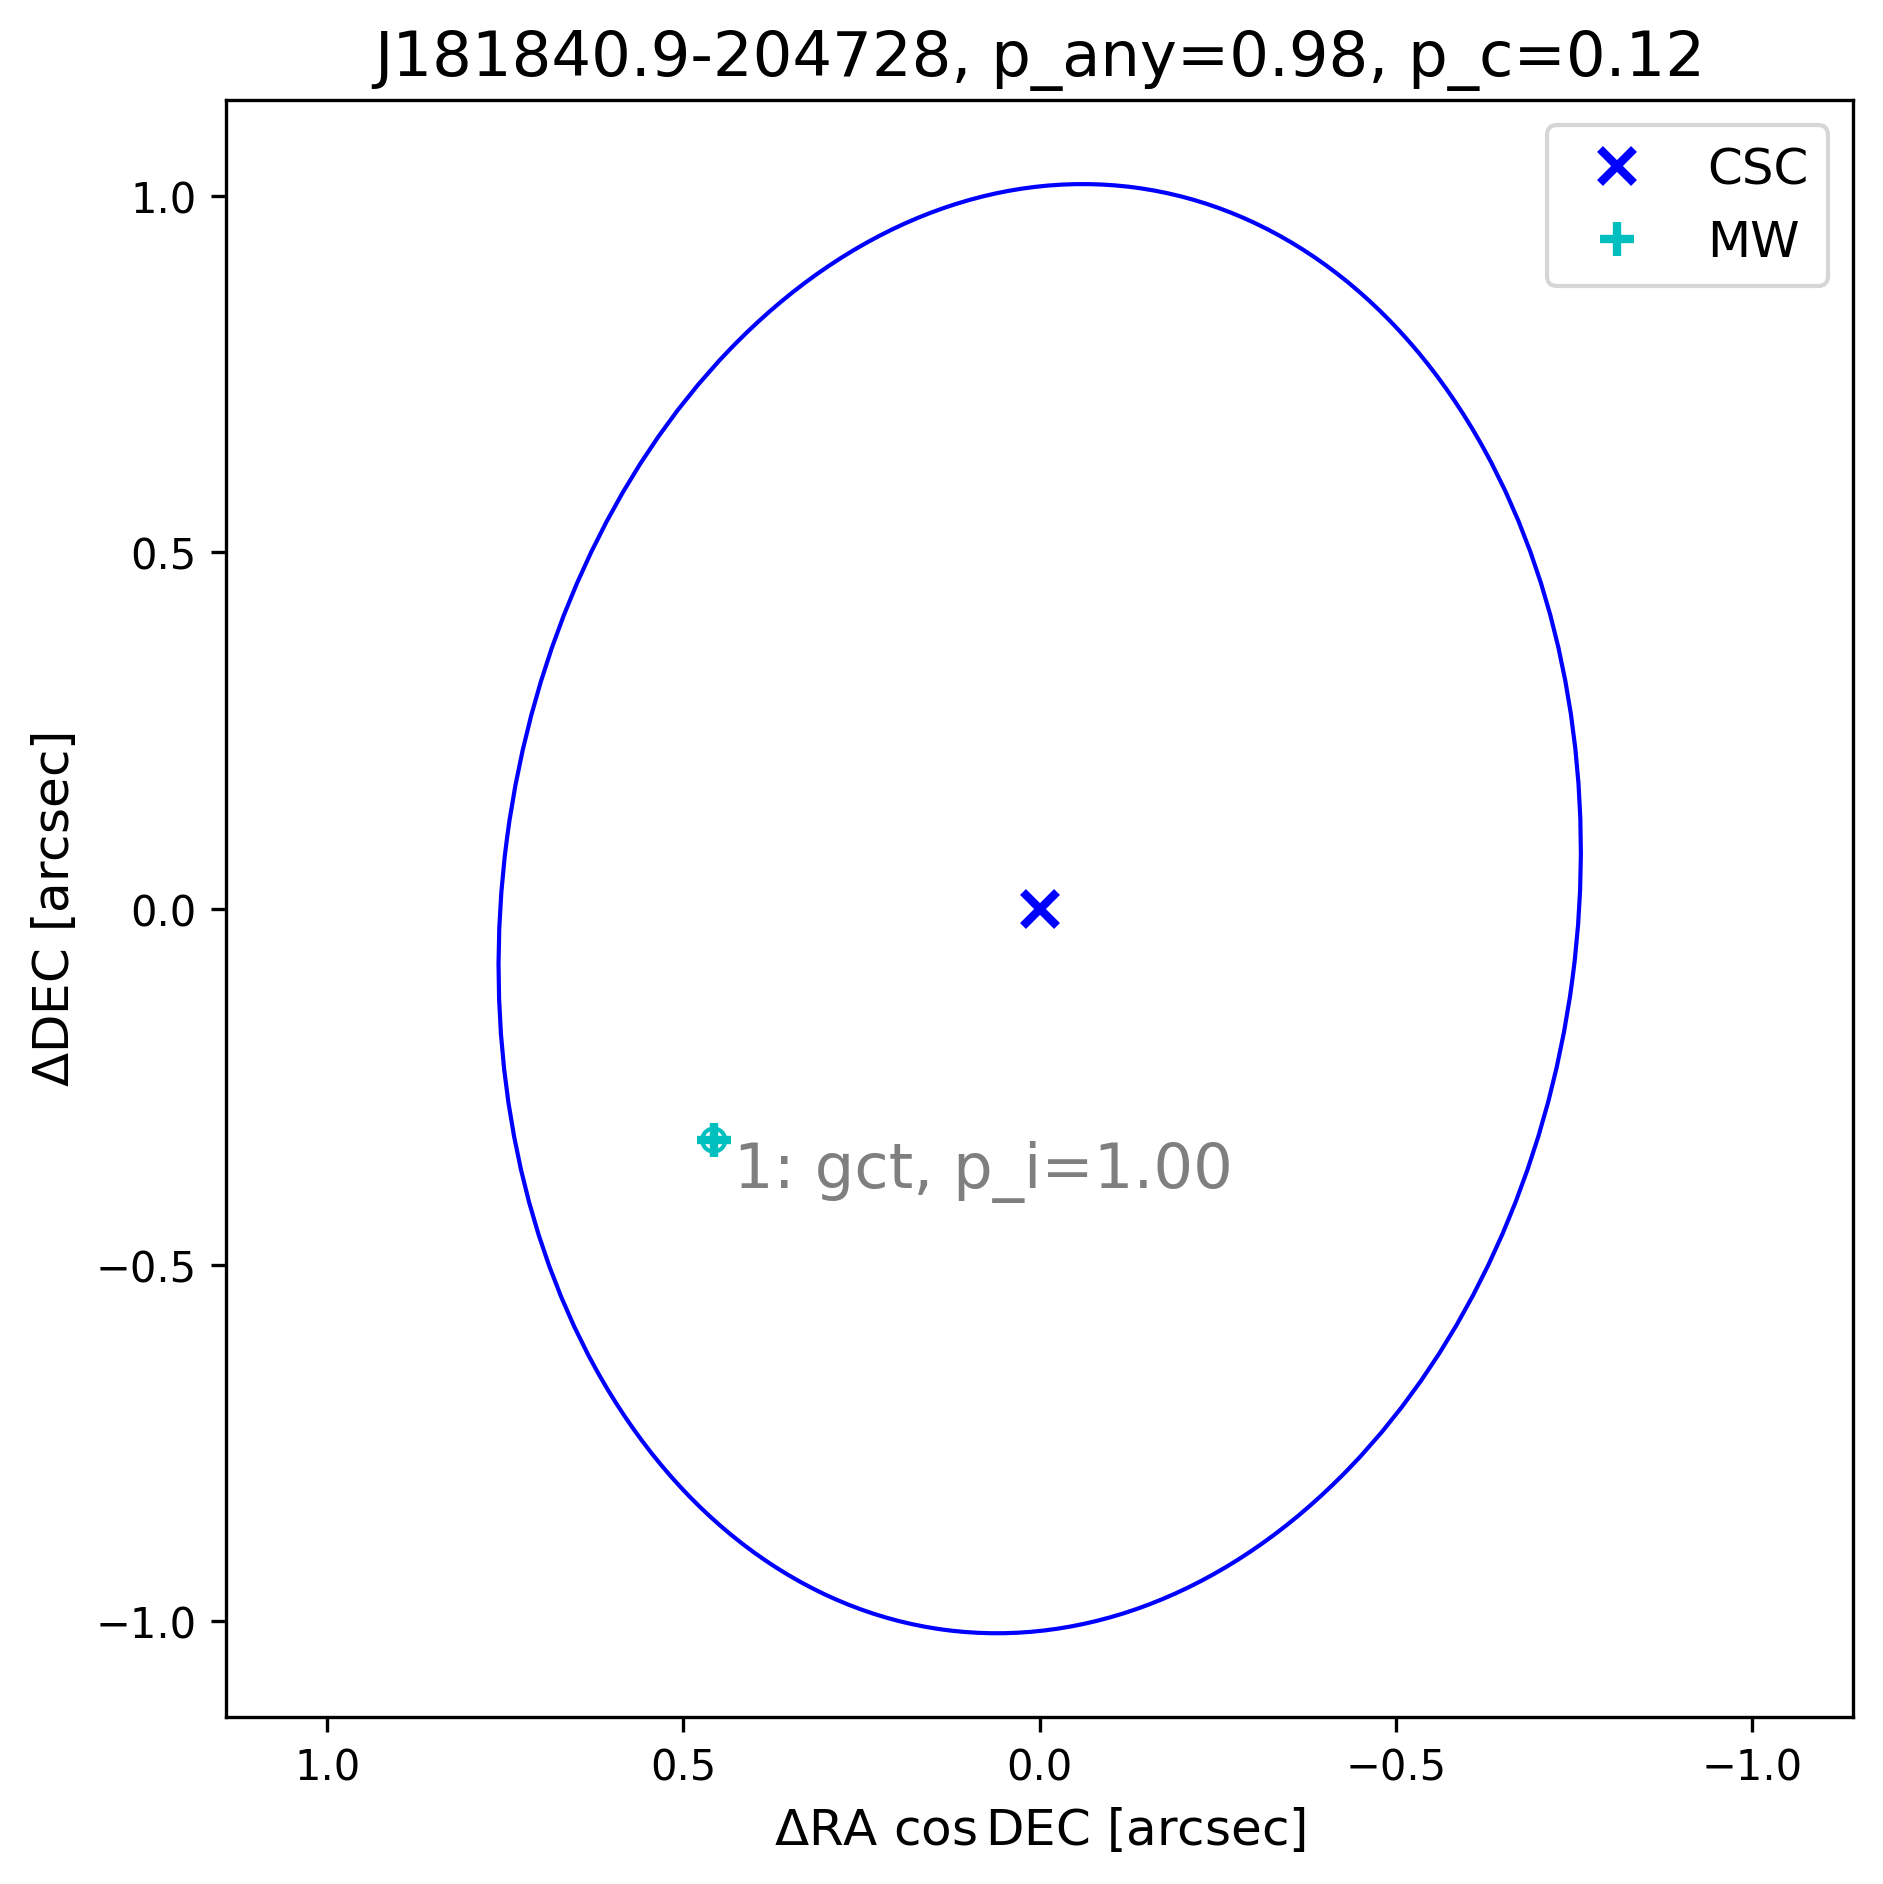 J181840.9-204728, p_any=0.98, p_c=0.12
CSC
MW
1.0
0.5
0.0
−0.5
−1.0
ΔDEC [arcsec]
1: gct, p_i=1.00
1.0
0.5
0.0
−0.5
−1.0
ΔRA cos DEC [arcsec]